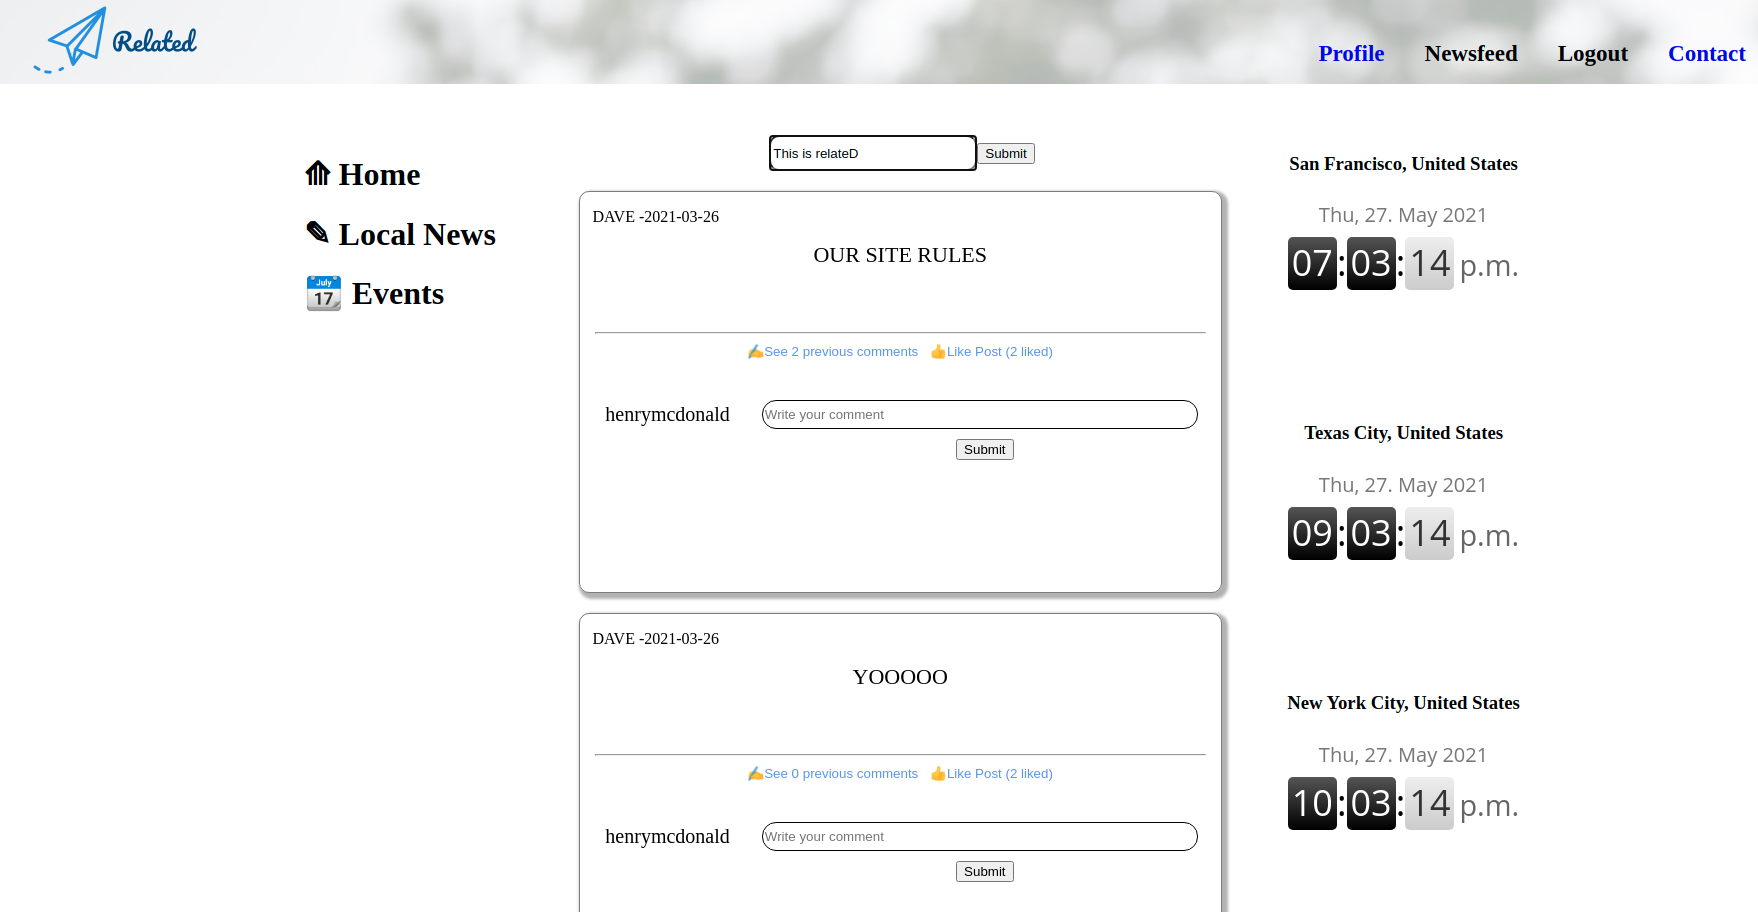 Related
Profile Newsfeed Logout Contact
⟰ Home
✎ Local News
July 17 Events
This is relateD Submit
DAVE -2021-03-26
OUR SITE RULES
✍See 2 previous comments 👍Like Post (2 liked)
henrymcdonald Write your comment
Submit
DAVE -2021-03-26
YOOOOO
✍See 0 previous comments 👍Like Post (2 liked)
henrymcdonald Write your comment
Submit
San Francisco, United States
Thu, 27. May 2021
07:03:14 p.m.
Texas City, United States
Thu, 27. May 2021
09:03:14 p.m.
New York City, United States
Thu, 27. May 2021
10:03:14 p.m.